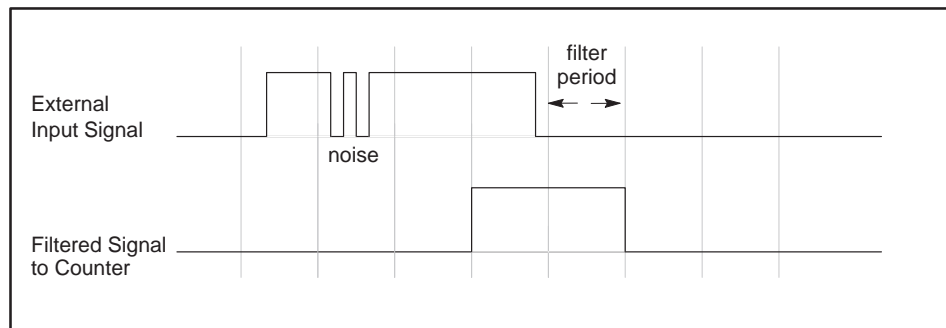 filter
period
External
Input Signal
noise
Filtered Signal
to Counter